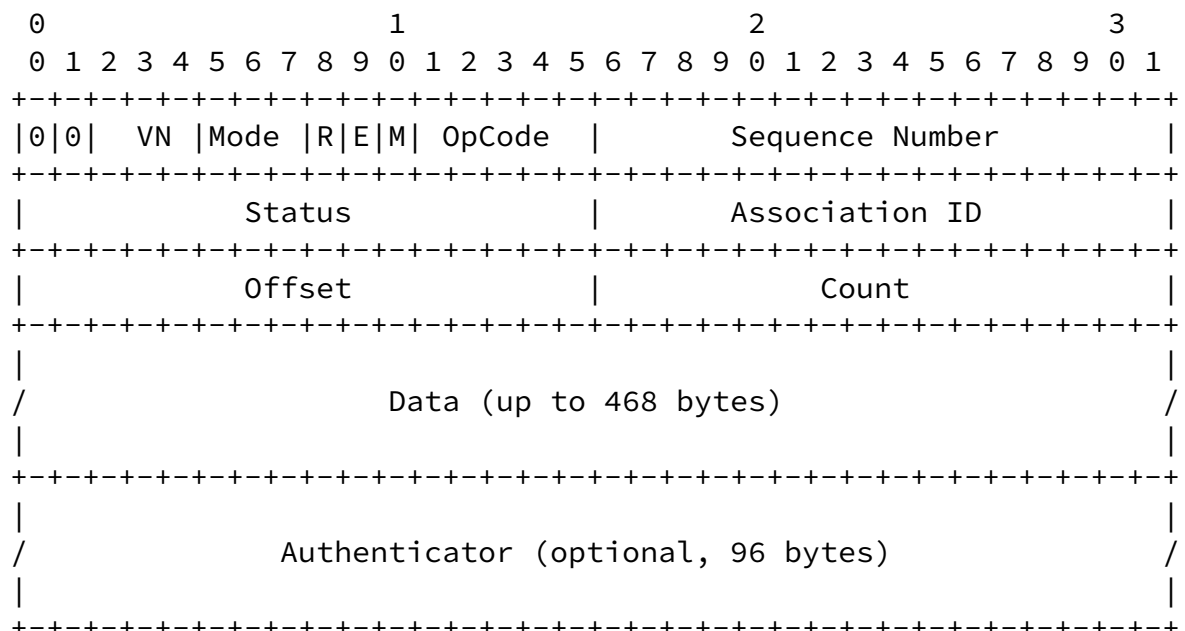 0                   1                   2                   3
 0 1 2 3 4 5 6 7 8 9 0 1 2 3 4 5 6 7 8 9 0 1 2 3 4 5 6 7 8 9 0 1
+-+-+-+-+-+-+-+-+-+-+-+-+-+-+-+-+-+-+-+-+-+-+-+-+-+-+-+-+-+-+-+-+
|0|0|  VN |Mode |R|E|M| OpCode  |       Sequence Number         |
+-+-+-+-+-+-+-+-+-+-+-+-+-+-+-+-+-+-+-+-+-+-+-+-+-+-+-+-+-+-+-+-+
|            Status             |       Association ID          |
+-+-+-+-+-+-+-+-+-+-+-+-+-+-+-+-+-+-+-+-+-+-+-+-+-+-+-+-+-+-+-+-+
|            Offset             |            Count              |
+-+-+-+-+-+-+-+-+-+-+-+-+-+-+-+-+-+-+-+-+-+-+-+-+-+-+-+-+-+-+-+-+
|                                                               |
/                    Data (up to 468 bytes)                     /
|                                                               |
+-+-+-+-+-+-+-+-+-+-+-+-+-+-+-+-+-+-+-+-+-+-+-+-+-+-+-+-+-+-+-+-+
|                                                               |
/              Authenticator (optional, 96 bytes)               /
|                                                               |
+-+-+-+-+-+-+-+-+-+-+-+-+-+-+-+-+-+-+-+-+-+-+-+-+-+-+-+-+-+-+-+-+